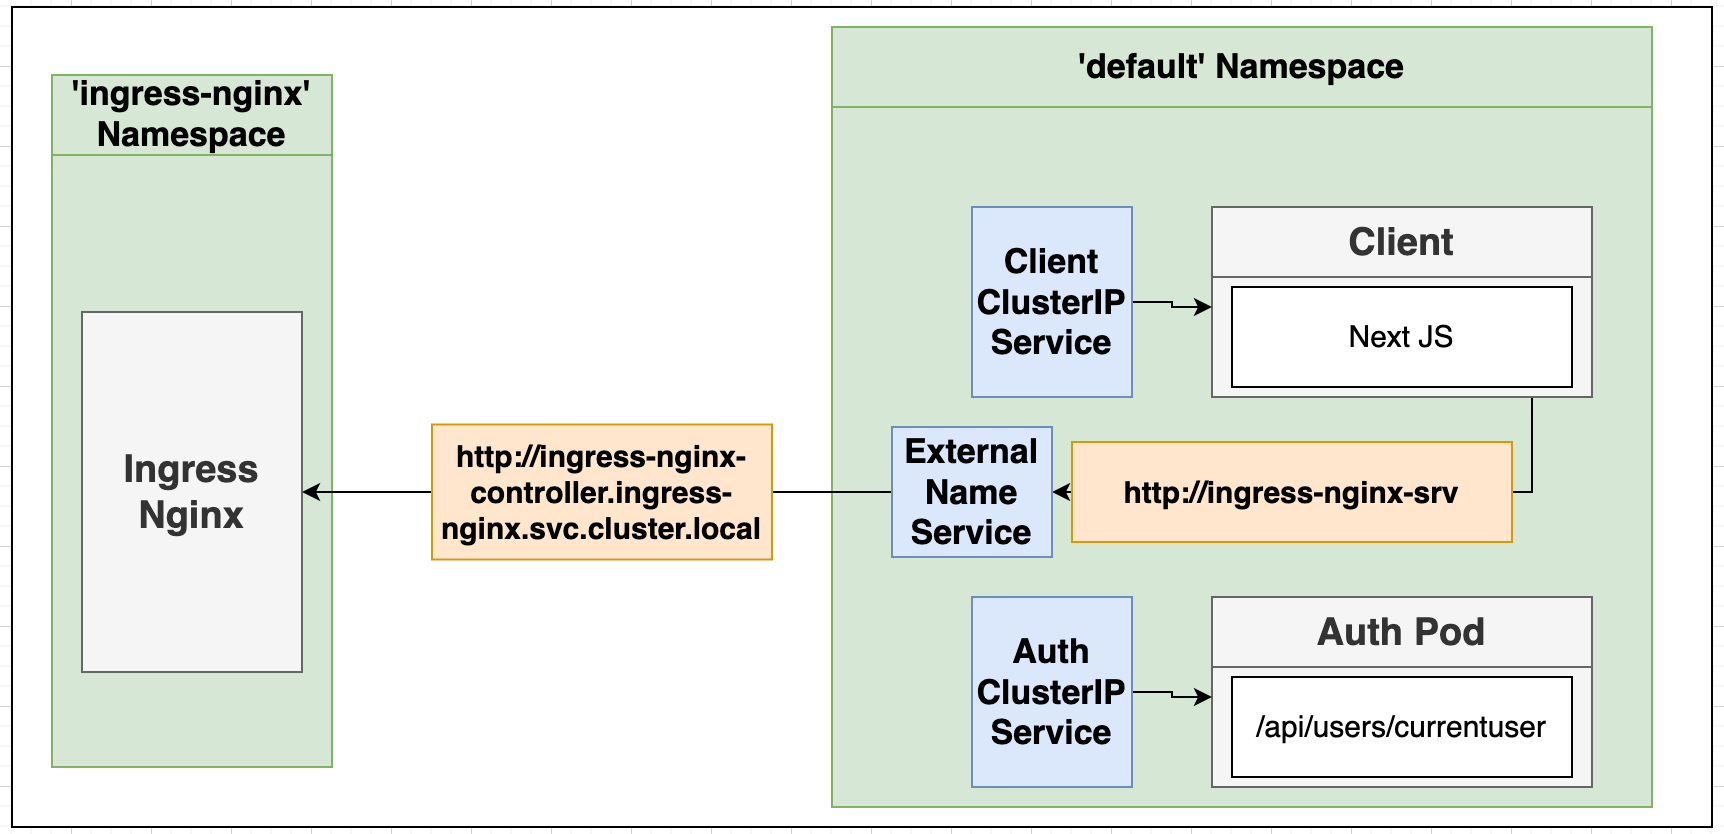 'ingress-nginx'
Namespace
Ingress
Nginx
http://ingress-nginx-
controller.ingress-
nginx.svc.cluster.local
'default' Namespace
Client
ClusterIP
Service
Client
Next JS
External
Name
Service
http://ingress-nginx-srv
Auth
ClusterIP
Service
Auth Pod
/api/users/currentuser